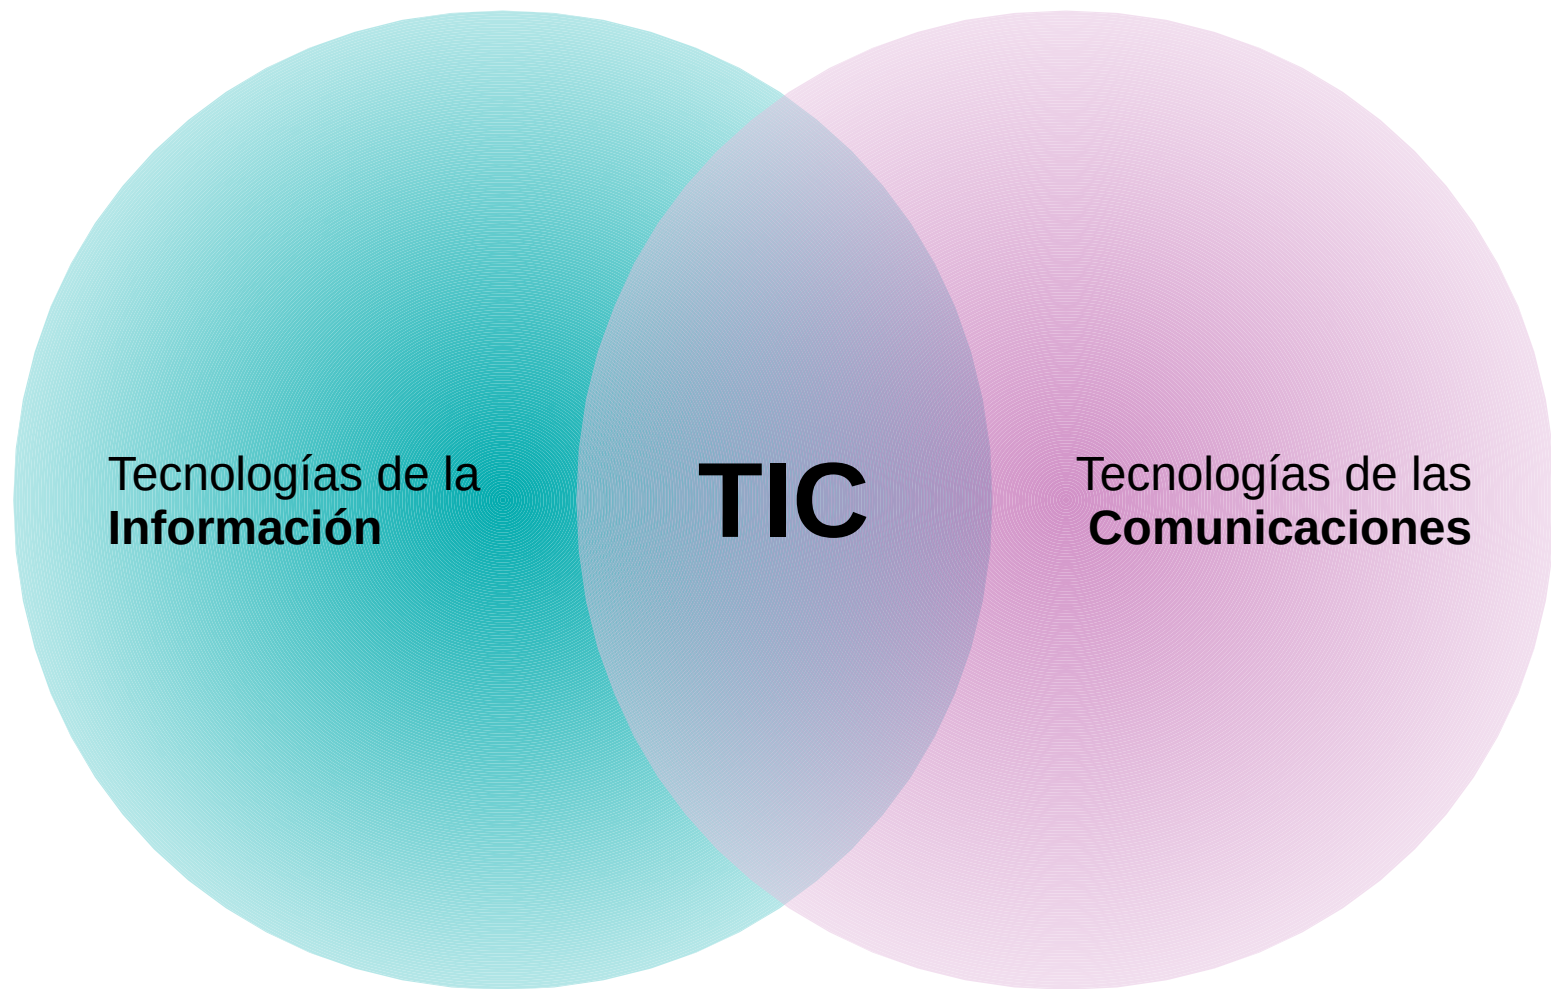 Tecnologías de la
Información
TIC
Tecnologías de las
Comunicaciones